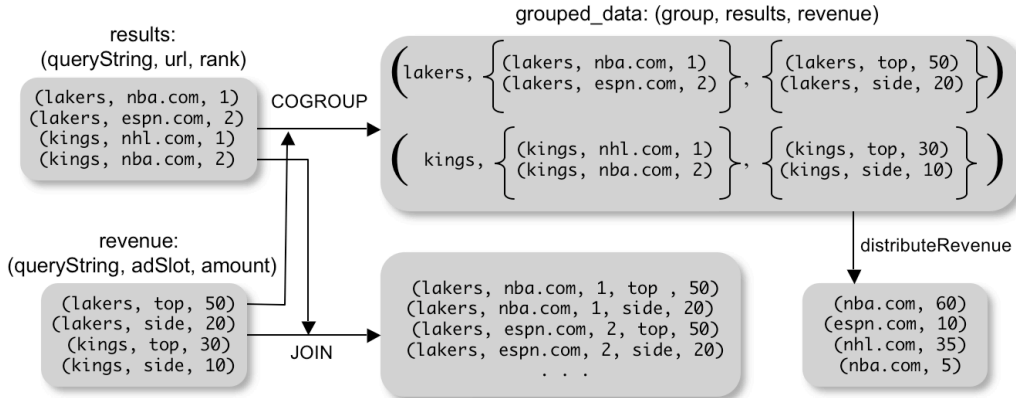 results:
(queryString, url, rank)
(lakers, nba.com, 1)
(lakers, espn.com, 2)
(kings, nhl.com, 1)
(kings, nba.com, 2)
COGROUP
grouped_data: (group, results, revenue)
(lakers, {(lakers, nba.com, 1) (lakers, espn.com, 2)}, {(lakers, top, 50) (lakers, side, 20)})
(kings, {(kings, nhl.com, 1) (kings, nba.com, 2)}, {(kings, top, 30) (kings, side, 10)})
revenue:
(queryString, adSlot, amount)
(lakers, top, 50)
(lakers, side, 20)
(kings, top, 30)
(kings, side, 10)
JOIN
(lakers, nba.com, 1, top , 50)
(lakers, nba.com, 1, side, 20)
(lakers, espn.com, 2, top, 50)
(lakers, espn.com, 2, side, 20)
. . .
distributeRevenue
(nba.com, 60)
(espn.com, 10)
(nhl.com, 35)
(nba.com, 5)